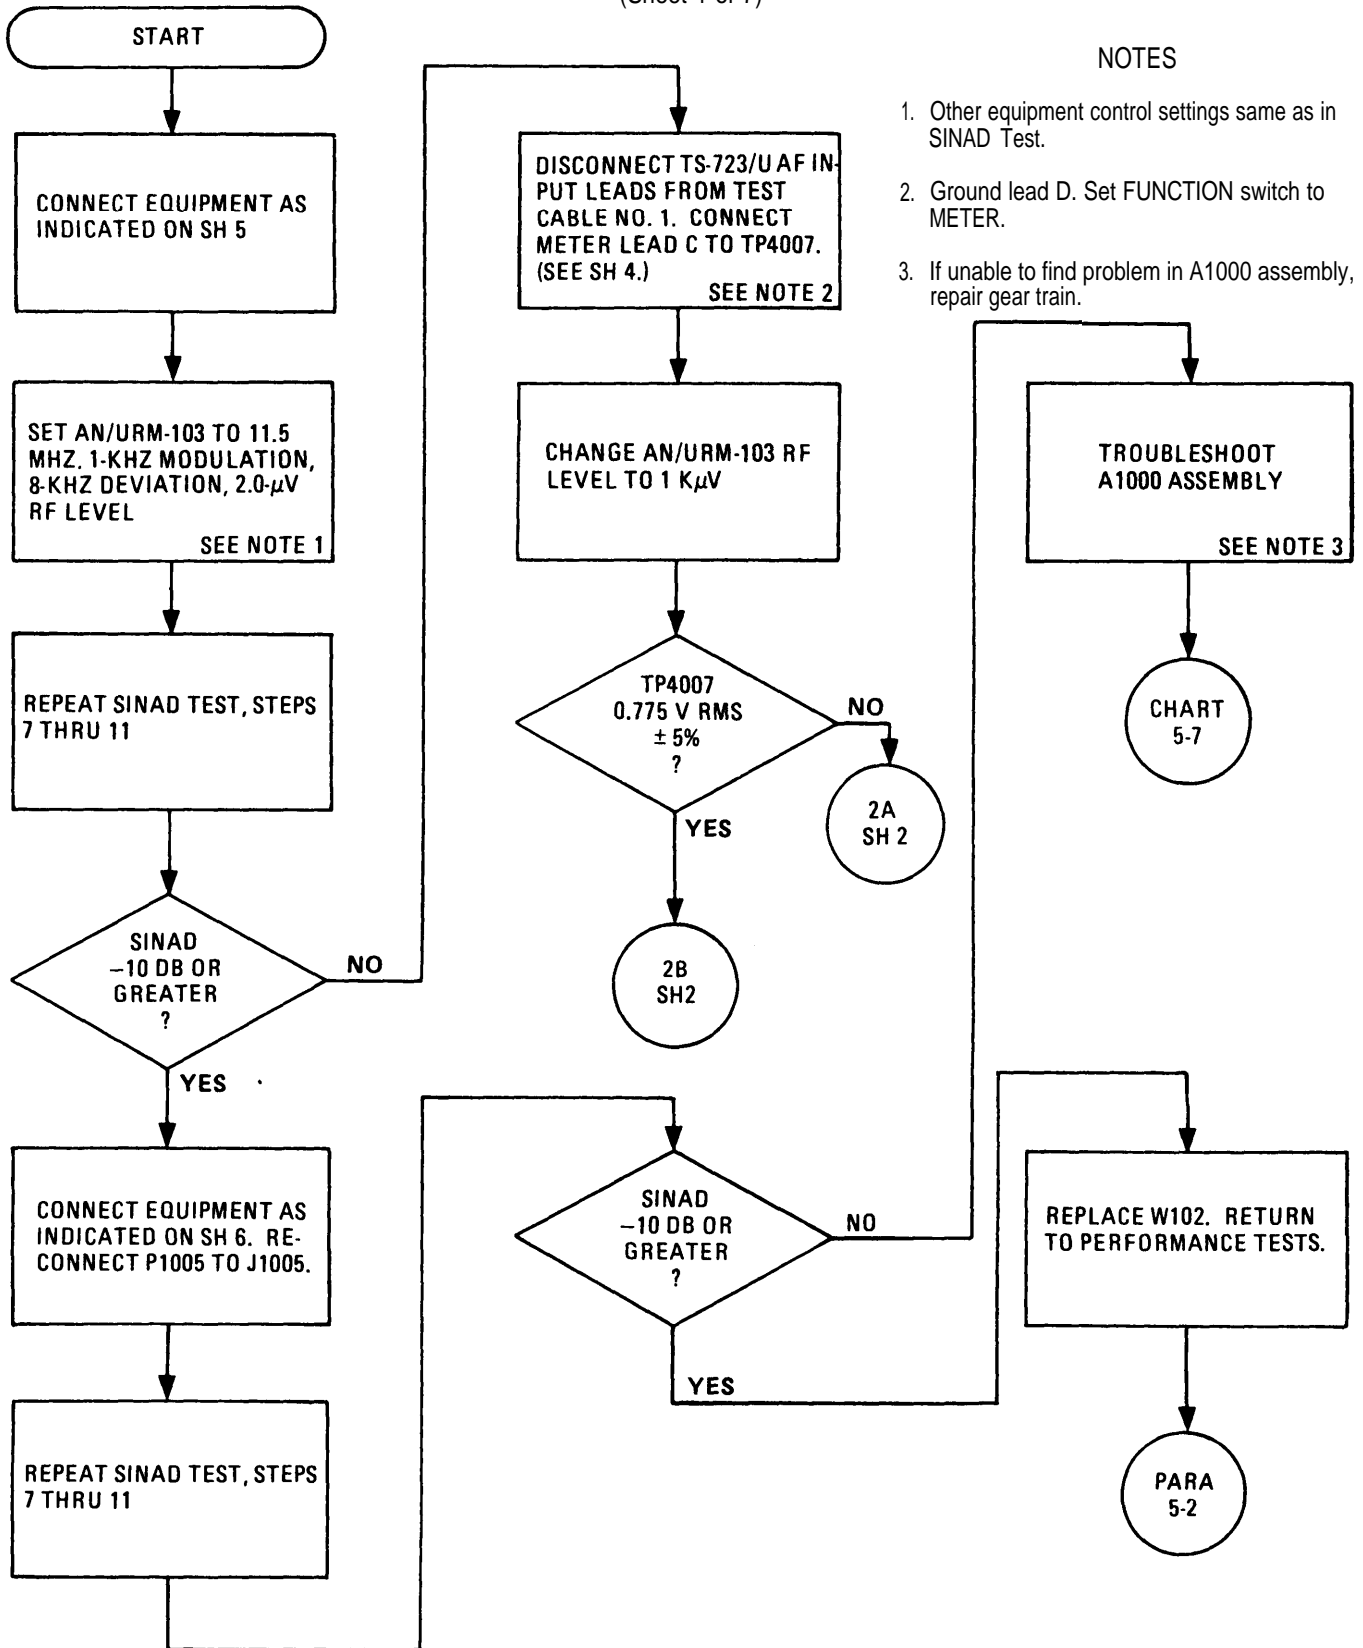 (Sheet 1 of 7)
START
CONNECT EQUIPMENT AS
INDICATED ON SH 5
SET AN/URM-103 TO 11.5
MHZ, 1-KHZ MODULATION,
8-KHZ DEVIATION, 2.0-μV
RF LEVEL
SEE NOTE 1
REPEAT SINAD TEST, STEPS
7 THRU 11
SINAD
–10 DB OR
GREATER
?
NO
YES
CONNECT EQUIPMENT AS
INDICATED ON SH 6. RE-
CONNECT P1005 TO J1005.
REPEAT SINAD TEST, STEPS
7 THRU 11
DISCONNECT TS-723/U AF IN-
PUT LEADS FROM TEST
CABLE NO. 1. CONNECT
METER LEAD C TO TP4007.
(SEE SH 4.)
SEE NOTE 2
CHANGE AN/URM-103 RF
LEVEL TO 1 KμV
TP4007
0.775 V RMS
± 5%
?
NO
YES
2A
SH 2
2B
SH2
SINAD
–10 DB OR
GREATER
?
NO
YES
NOTES
1. Other equipment control settings same as in
SINAD Test.
2. Ground lead D. Set FUNCTION switch to
METER.
3. If unable to find problem in A1000 assembly,
repair gear train.
TROUBLESHOOT
A1000 ASSEMBLY
SEE NOTE 3
CHART
5-7
REPLACE W102. RETURN
TO PERFORMANCE TESTS.
PARA
5-2